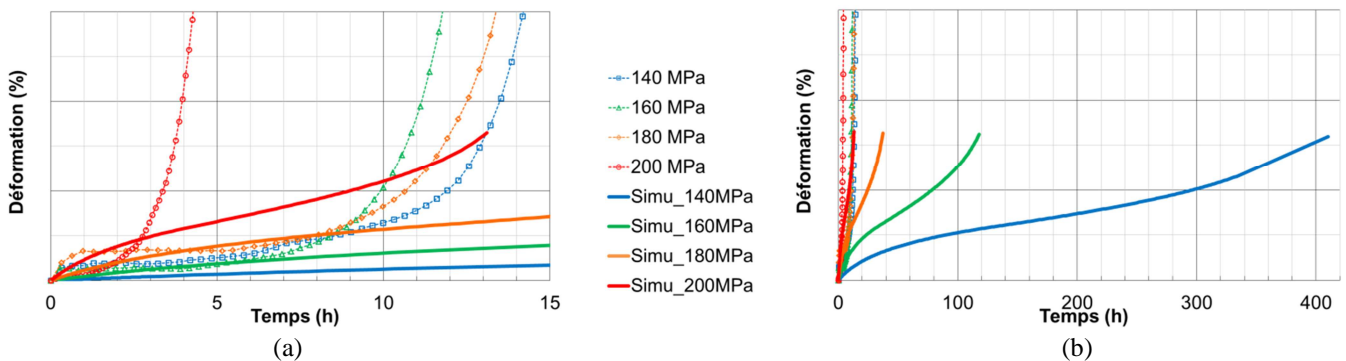 Déformation (%)
0
5
10
15
Temps (h)
(a)
140 MPa
160 MPa
180 MPa
200 MPa
Simu_140MPa
Simu_160MPa
Simu_180MPa
Simu_200MPa
Déformation (%)
0
100
200
300
400
Temps (h)
(b)